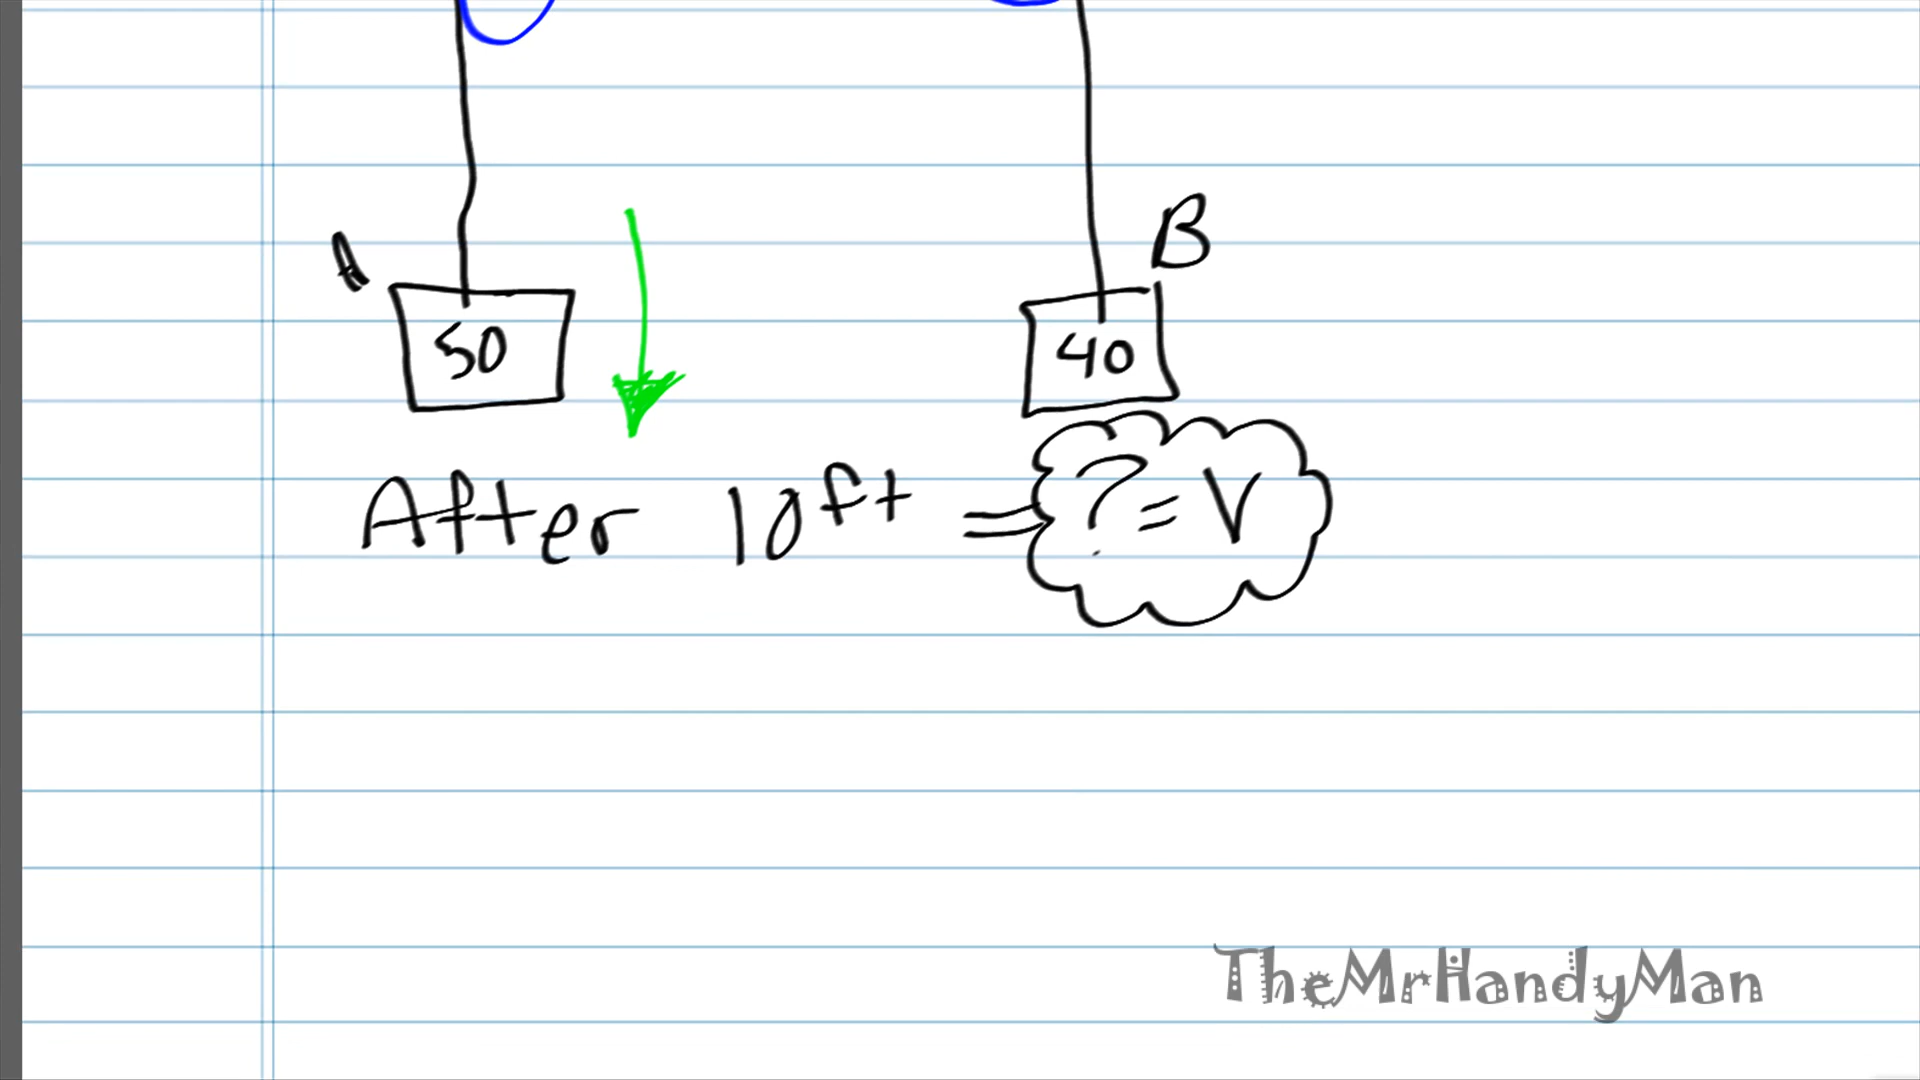 A
B
50
40
After 10ft = ? = V
TheMrHandyMan